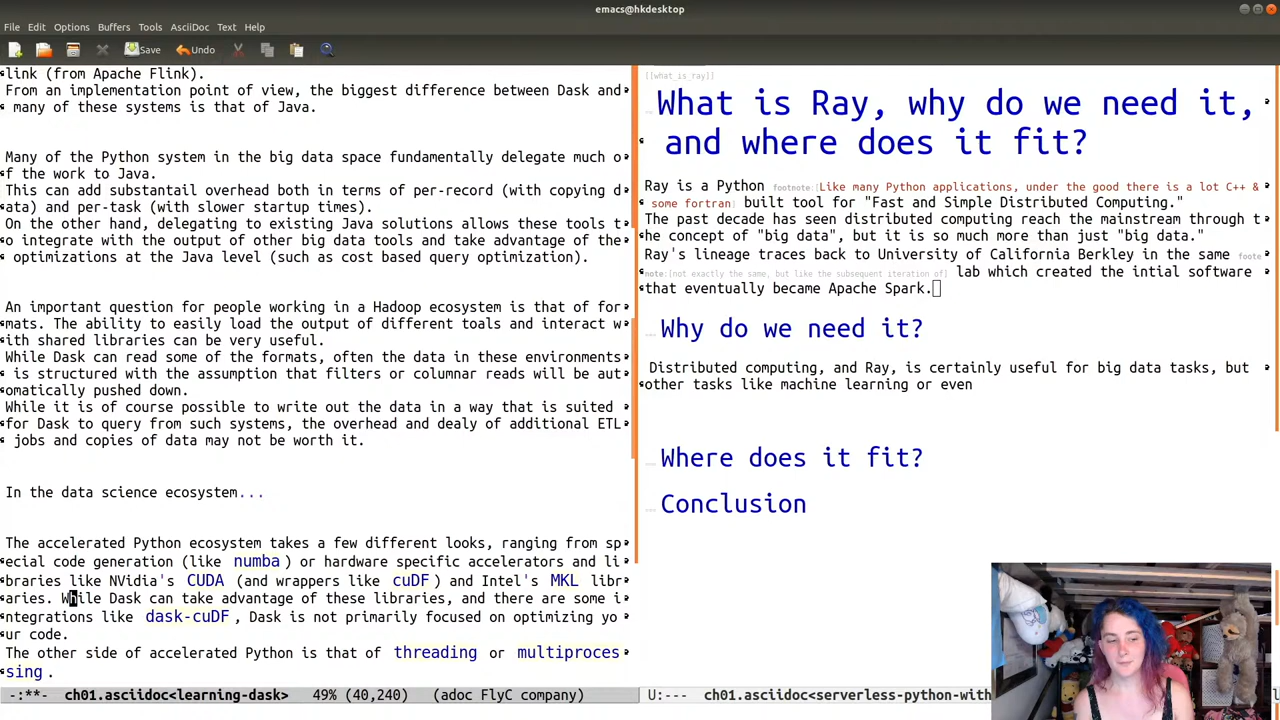 emacs@hkdesktop
File Edit Options Buffers Tools AsciiDoc Text Help
Save Undo
link (from Apache Flink).
From an implementation point of view, the biggest difference between Dask and
many of these systems is that of Java.
Many of the Python system in the big data space fundamentally delegate much o
f the work to Java.
This can add substantail overhead both in terms of per-record (with copying d
ata) and per-task (with slower startup times).
On the other hand, delegating to existing Java solutions allows these tools t
o integrate with the output of other big data tools and take advantage of the
optimizations at the Java level (such as cost based query optimization).
An important question for people working in a Hadoop ecosystem is that of for
mats. The ability to easily load the output of different toals and interact w
ith shared libraries can be very useful.
While Dask can read some of the formats, often the data in these environments
is structured with the assumption that filters or columnar reads will be aut
omatically pushed down.
While it is of course possible to write out the data in a way that is suited
for Dask to query from such systems, the overhead and dealy of additional ETL
jobs and copies of data may not be worth it.
In the data science ecosystem...
The accelerated Python ecosystem takes a few different looks, ranging from sp
ecial code generation (like numba) or hardware specific accelerators and li
braries like NVidia's CUDA (and wrappers like cuDF) and Intel's MKL libr
aries. While Dask can take advantage of these libraries, and there are some i
ntegrations like dask-cuDF, Dask is not primarily focused on optimizing yo
ur code.
The other side of accelerated Python is that of threading or multiproces
sing.
-:**- ch01.asciidoc<learning-dask> 49% (40,240) (adoc FlyC company)
[[what_is_ray]]
What is Ray, why do we need it,
and where does it fit?
Ray is a Python footnote:[Like many Python applications, under the good there is a lot C++ &
some fortran] built tool for "Fast and Simple Distributed Computing."
The past decade has seen distributed computing reach the mainstream through t
he concept of "big data", but it is so much more than just "big data."
Ray's lineage traces back to University of California Berkley in the same foote
note:[not exactly the same, but like the subsequent iteration of] lab which created the intial software
that eventually became Apache Spark.
Why do we need it?
Distributed computing, and Ray, is certainly useful for big data tasks, but
other tasks like machine learning or even
Where does it fit?
Conclusion
U:--- ch01.asciidoc<serverless-python-with